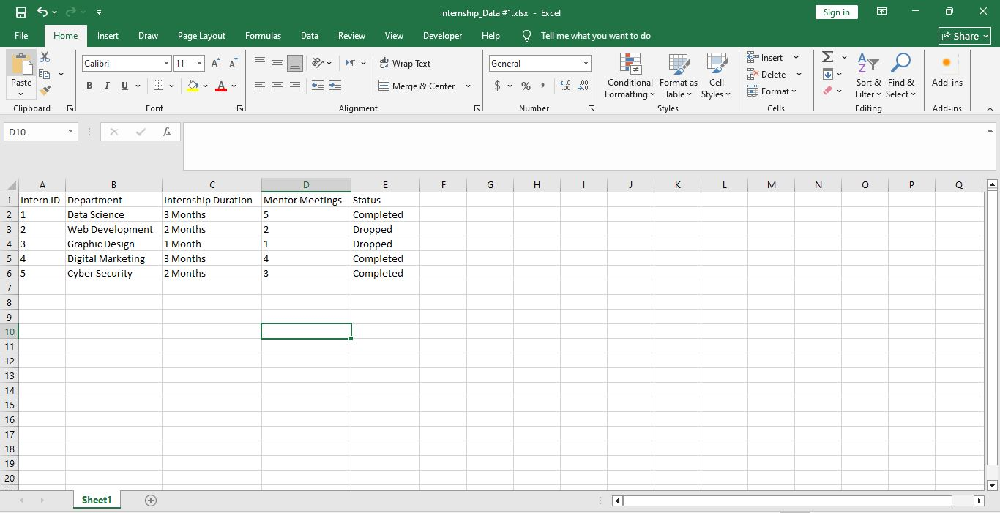 Internship_Data #1.xlsx - Excel
Sign in
File Home Insert Draw Page Layout Formulas Data Review View Developer Help Tell me what you want to do
Share
Paste
Clipboard
Calibri 11
B I U A
Font
ab Wrap Text
Merge & Center
Alignment
General
$ % ,
Number
Conditional Formatting
Format as Table
Cell Styles
Styles
Insert
Delete
Format
Cells
Sort & Filter
Find & Select
Editing
Add-ins
Add-ins
D10
fx
A B C D E F G H I J K L M N O P Q
1 Intern ID Department Internship Duration Mentor Meetings Status
2 1 Data Science 3 Months 5 Completed
3 2 Web Development 2 Months 2 Dropped
4 3 Graphic Design 1 Month 1 Dropped
5 4 Digital Marketing 3 Months 4 Completed
6 5 Cyber Security 2 Months 3 Completed
7
8
9
10
11
12
13
14
15
16
17
18
19
20
Sheet1